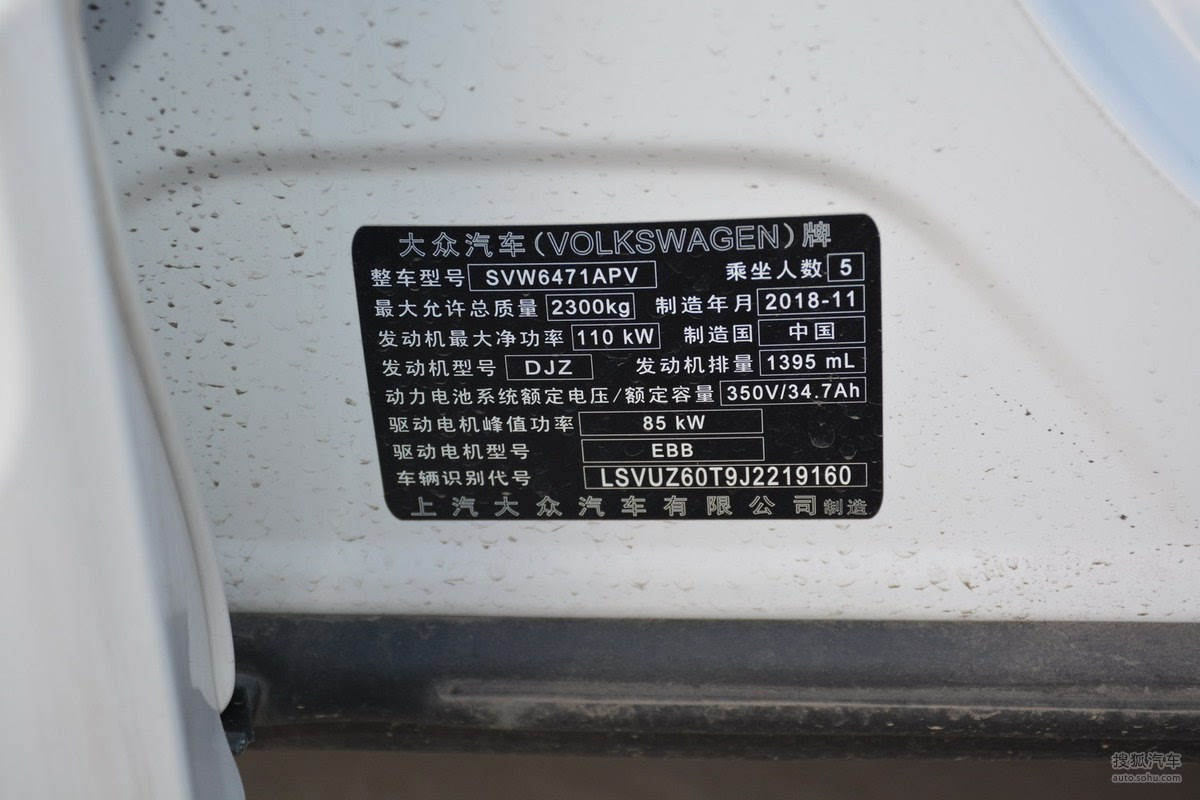 大众汽车(VOLKSWAGEN)牌
整车型号 SVW6471APV 乘坐人数 5
最大允许总质量 2300kg 制造年月 2018-11
发动机最大净功率 110 kW 制造国 中国
发动机型号 DJZ 发动机排量 1395 mL
动力电池系统额定电压/额定容量 350V/34.7Ah
驱动电机峰值功率 85 kW
驱动电机型号 EBB
车辆识别代号 LSVUZ60T9J2219160
上汽大众汽车有限公司制造
搜狐汽车
auto.sohu.com